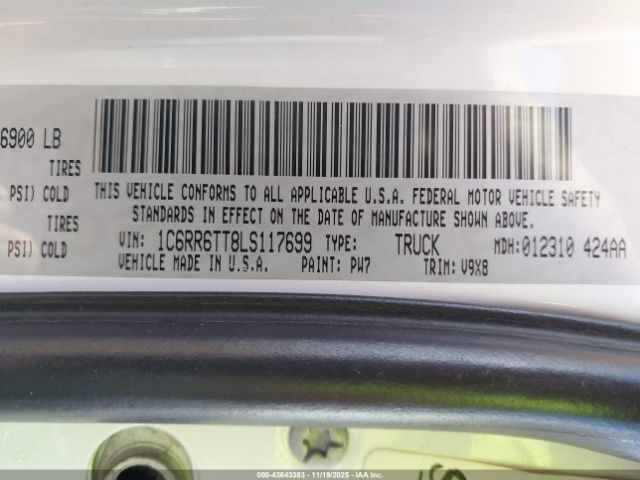 6900 LB
TIRES
PSI) COLD
TIRES
PSI) COLD
THIS VEHICLE CONFORMS TO ALL APPLICABLE U.S.A. FEDERAL MOTOR VEHICLE SAFETY
STANDARDS IN EFFECT ON THE DATE OF MANUFACTURE SHOWN ABOVE.
VIN: 1C6RR6TT8LS117699 TYPE: TRUCK MDH: 012310 424AA
VEHICLE MADE IN U.S.A. PAINT: PW7 TRIM: V9X8
000-43643383 - 11/19/2025 - IAAI.COM